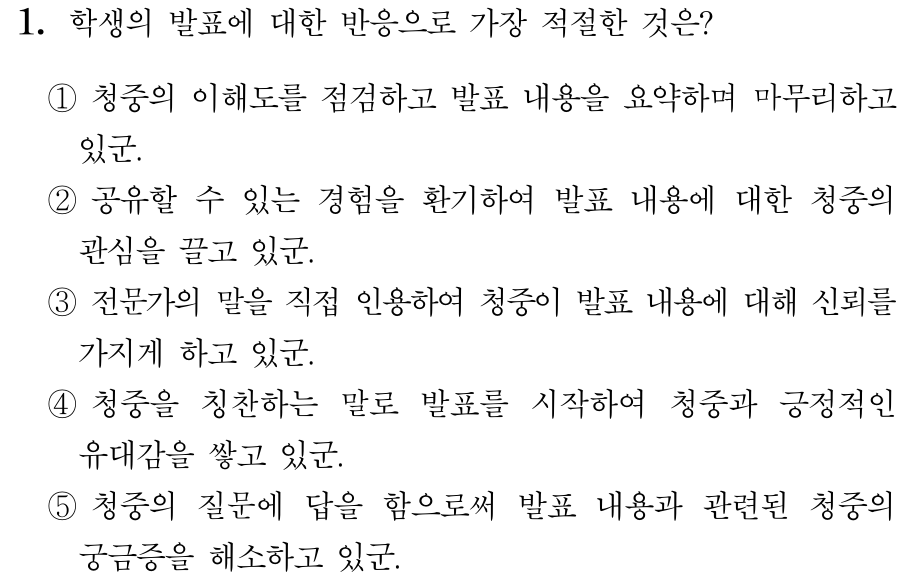 1. 학생의 발표에 대한 반응으로 가장 적절한 것은?
① 청중의 이해도를 점검하고 발표 내용을 요약하며 마무리하고
있군.
② 공유할 수 있는 경험을 환기하여 발표 내용에 대한 청중의
관심을 끌고 있군.
③ 전문가의 말을 직접 인용하여 청중이 발표 내용에 대해 신뢰를
가지게 하고 있군.
④ 청중을 칭찬하는 말로 발표를 시작하여 청중과 긍정적인
유대감을 쌓고 있군.
⑤ 청중의 질문에 답을 함으로써 발표 내용과 관련된 청중의
궁금증을 해소하고 있군.